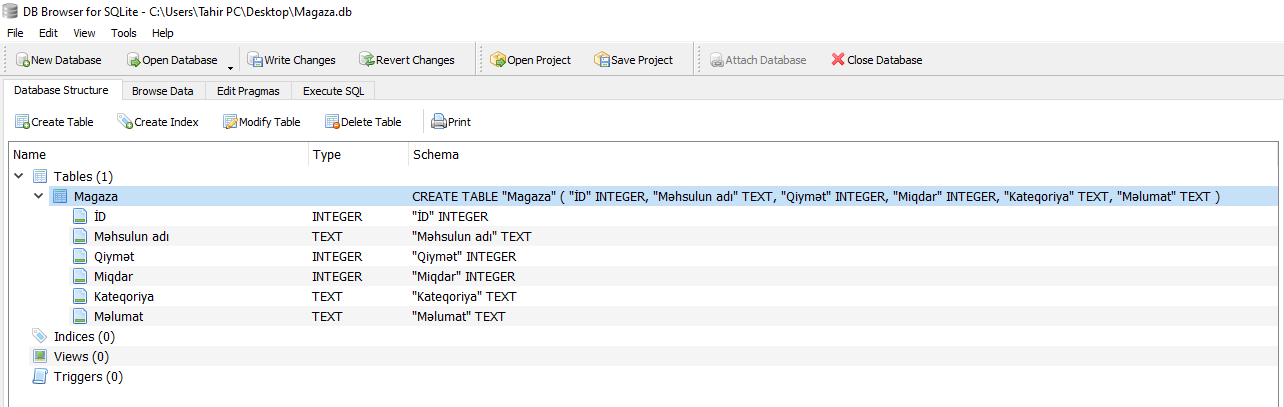 DB Browser for SQLite - C:\Users\Tahir PC\Desktop\Magaza.db
File Edit View Tools Help
New Database Open Database Write Changes Revert Changes Open Project Save Project Attach Database Close Database
Database Structure Browse Data Edit Pragmas Execute SQL
Create Table Create Index Modify Table Delete Table Print
Name Type Schema
Tables (1)
Magaza CREATE TABLE "Magaza" ( "İD" INTEGER, "Məhsulun adı" TEXT, "Qiymət" INTEGER, "Miqdar" INTEGER, "Kateqoriya" TEXT, "Məlumat" TEXT )
İD INTEGER "İD" INTEGER
Məhsulun adı TEXT "Məhsulun adı" TEXT
Qiymət INTEGER "Qiymət" INTEGER
Miqdar INTEGER "Miqdar" INTEGER
Kateqoriya TEXT "Kateqoriya" TEXT
Məlumat TEXT "Məlumat" TEXT
Indices (0)
Views (0)
Triggers (0)